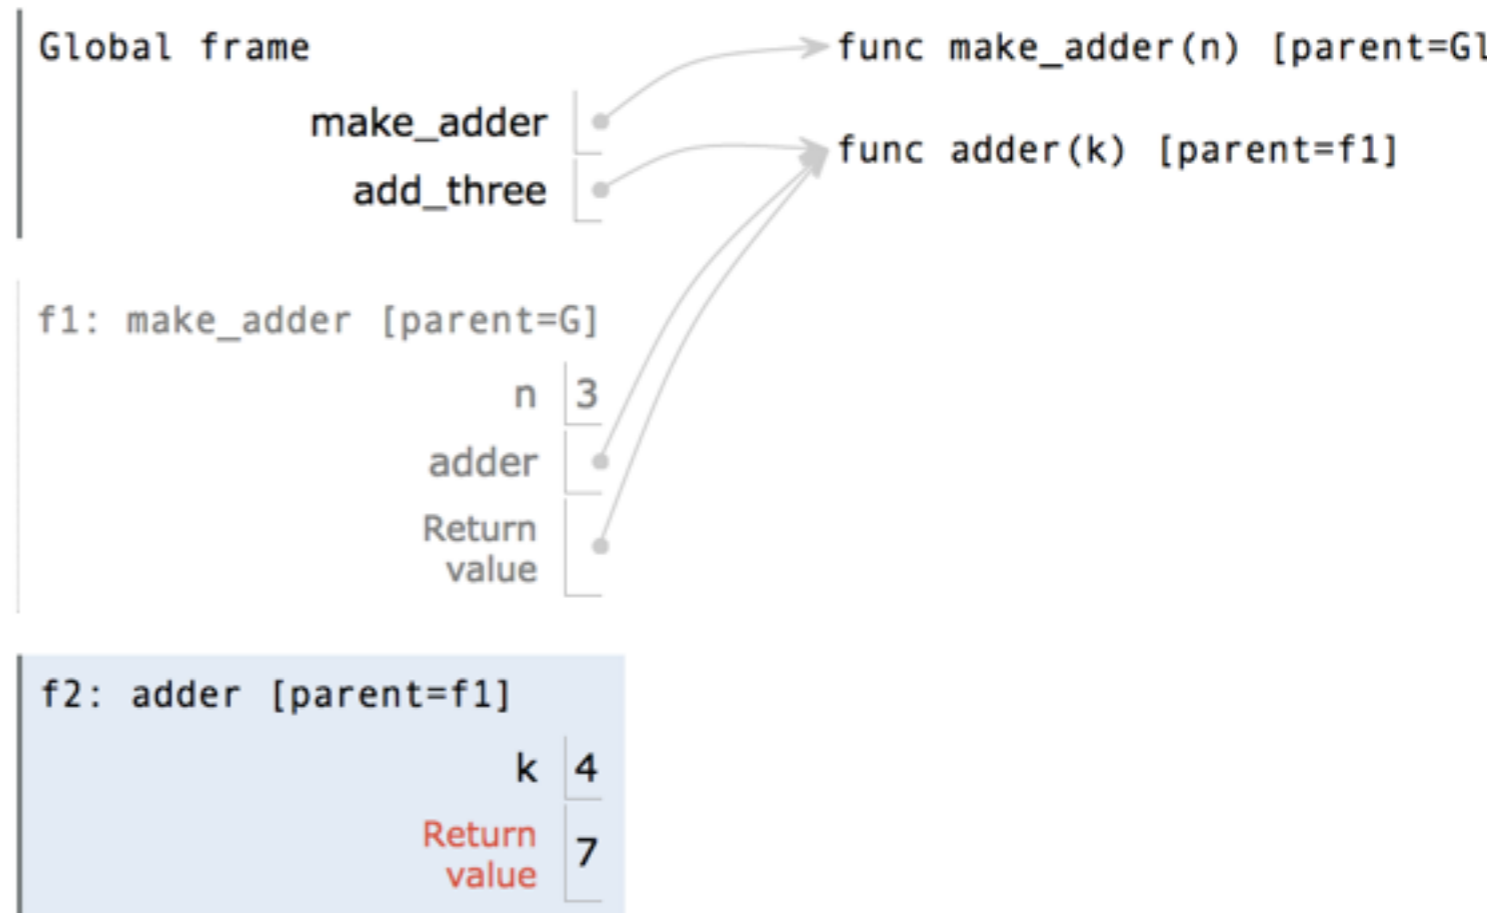 Global frame
func make_adder(n) [parent=Gl
make_adder
func adder(k) [parent=f1]
add_three
f1: make_adder [parent=G]
n 3
adder
Return
value
f2: adder [parent=f1]
k 4
Return
value
7